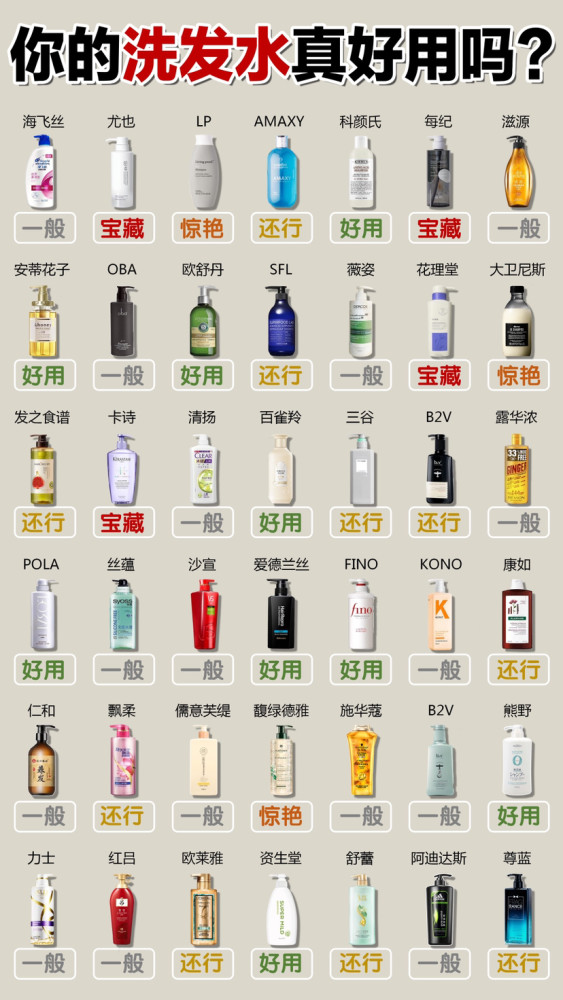 你的洗发水真好用吗?
海飞丝 尤也 LP AMAXY 科颜氏 每纪 滋源
一般 宝藏 惊艳 还行 好用 宝藏 一般
安蒂花子 OBA 欧舒丹 SFL 薇姿 花理堂 大卫尼斯
好用 一般 好用 还行 一般 宝藏 惊艳
发之食谱 卡诗 清扬 百雀羚 三谷 B2V 露华浓
CLEAR
33
GINGER
还行 宝藏 一般 好用 还行 还行 一般
POLA 丝蕴 沙宣 爱德兰丝 FINO KONO 康如
syoss
fino
K
好用 一般 一般 好用 好用 一般 还行
仁和 飘柔 儒意芙缇 馥绿德雅 施华蔻 B2V 熊野
一般 还行 一般 惊艳 一般 一般 好用
力士 红吕 欧莱雅 资生堂 舒蕾 阿迪达斯 尊蓝
SUPER MILD
一般 一般 还行 好用 还行 一般 还行